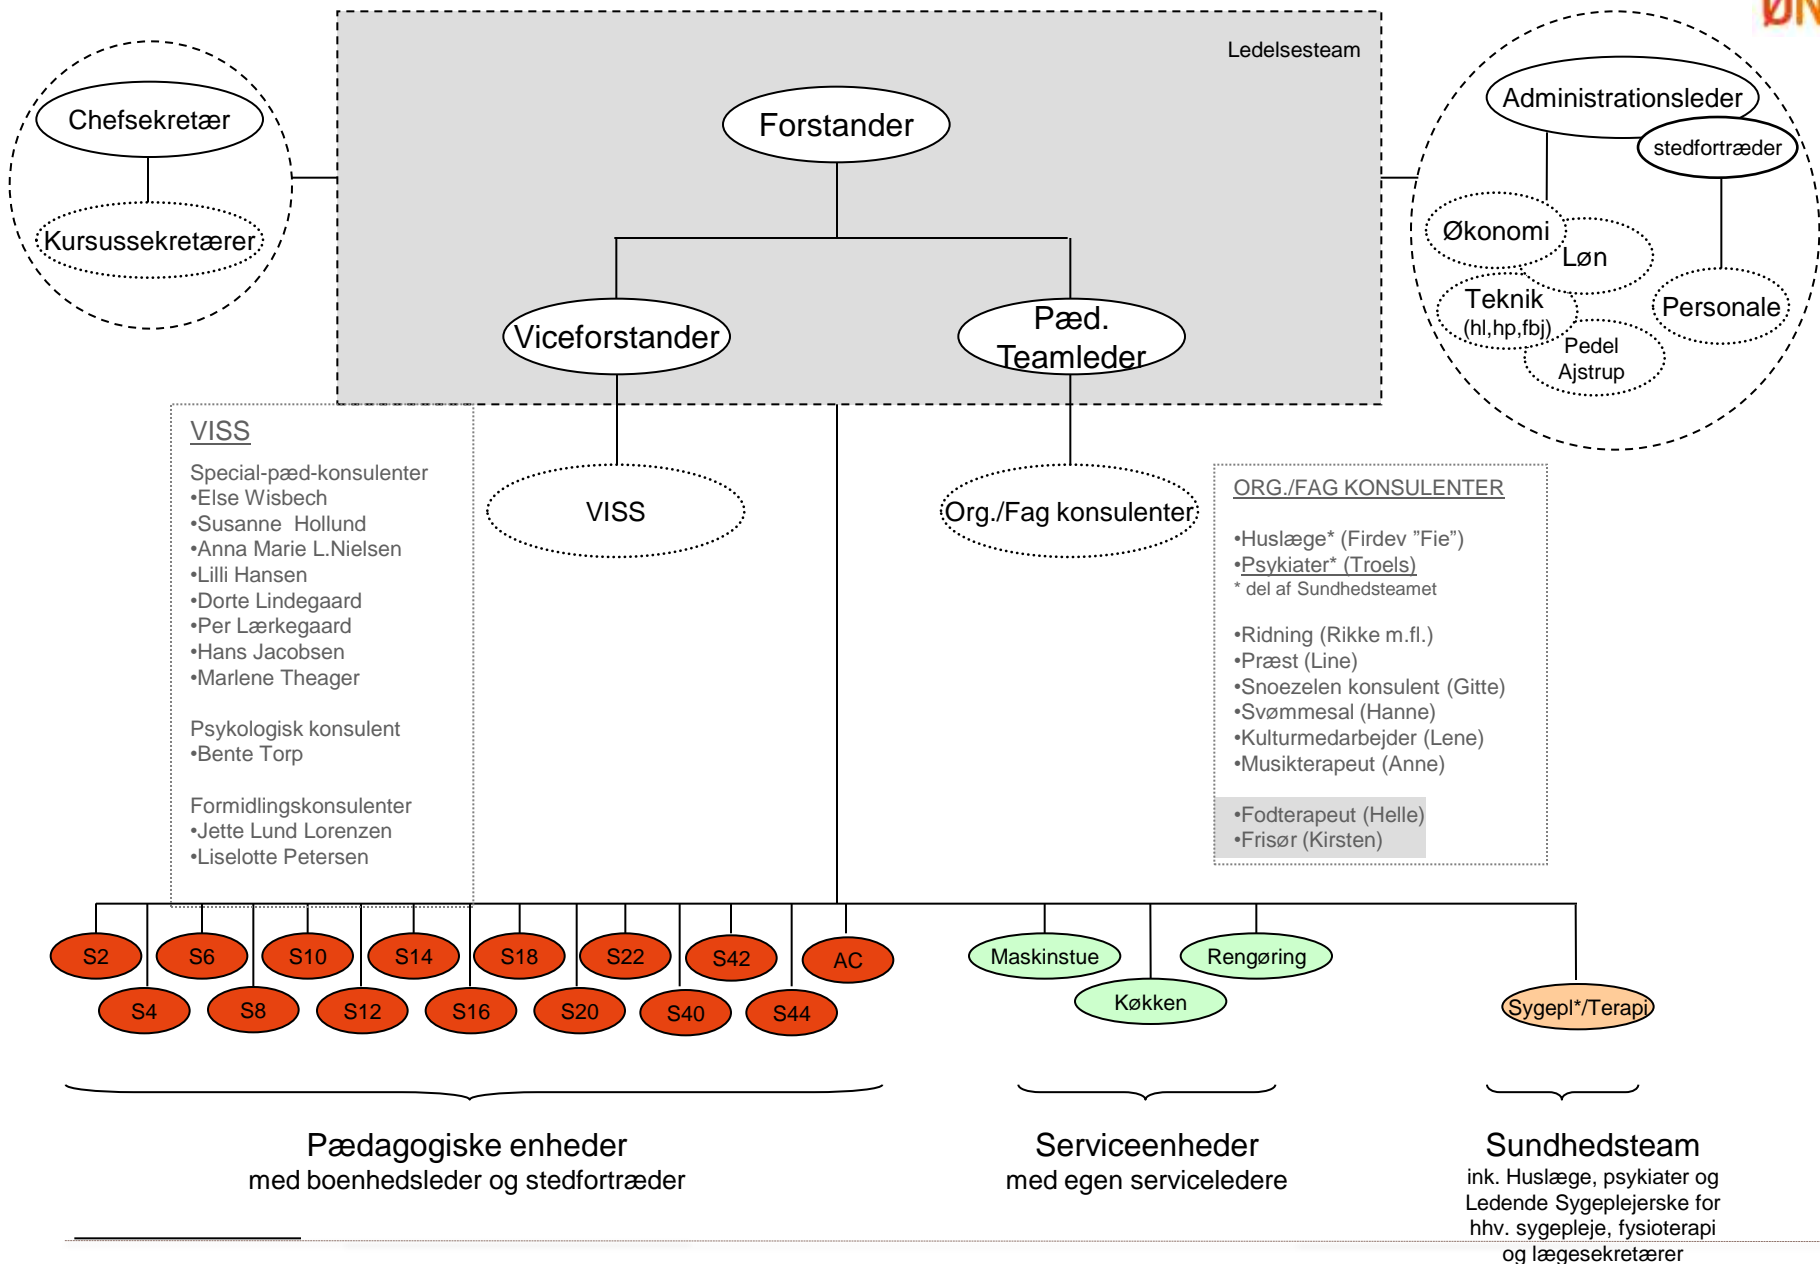 Ledelsesteam
Chefsekretær
Kursussekretærer
Forstander
Viceforstander
Pæd.
Teamleder
Administrationsleder
stedfortræder
Økonomi
Løn
Teknik
(hl,hp,fbj)
Personale
Pedel
Ajstrup
VISS
Special-pæd-konsulenter
•Else Wisbech
•Susanne  Hollund
•Anna Marie L.Nielsen
•Lilli Hansen
•Dorte Lindegaard
•Per Lærkegaard
•Hans Jacobsen
•Marlene Theager
Psykologisk konsulent
•Bente Torp
Formidlingskonsulenter
•Jette Lund Lorenzen
•Liselotte Petersen
VISS
Org./Fag konsulenter
ORG./FAG KONSULENTER
•Huslæge* (Firdev ”Fie”)
•Psykiater* (Troels)
* del af Sundhedsteamet
•Ridning (Rikke m.fl.)
•Præst (Line)
•Snoezelen konsulent (Gitte)
•Svømmesal (Hanne)
•Kulturmedarbejder (Lene)
•Musikterapeut (Anne)
•Fodterapeut (Helle)
•Frisør (Kirsten)
S2
S6
S10
S14
S18
S22
S42
AC
Maskinstue
Rengøring
S4
S8
S12
S16
S20
S40
S44
Køkken
Sygepl*/Terapi
Pædagogiske enheder
med boenhedsleder og stedfortræder
Serviceenheder
med egen serviceledere
Sundhedsteam
ink. Huslæge, psykiater og
Ledende Sygeplejerske for
hhv. sygepleje, fysioterapi
og lægesekretærer